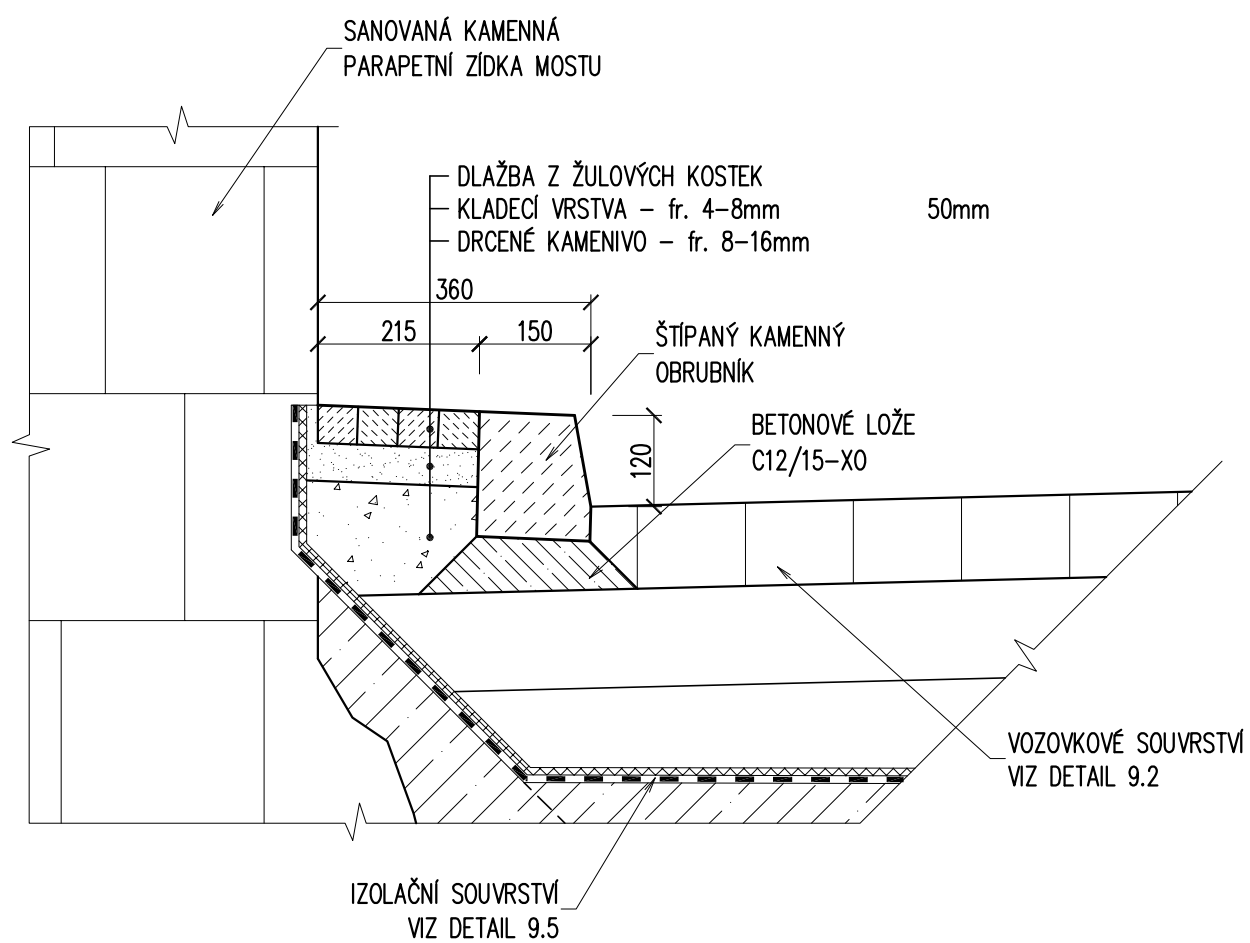 SANOVANÁ KAMENNÁ
PARAPETNÍ ZÍDKA MOSTU
DLAŽBA Z ŽULOVÝCH KOSTEK
KLADECÍ VRSTVA – fr. 4–8mm 50mm
DRCENÉ KAMENIVO – fr. 8–16mm
360
215 150
ŠTÍPANÝ KAMENNÝ
OBRUBNÍK
120
BETONOVÉ LOŽE
C12/15–XO
VOZOVKOVÉ SOUVRSTVÍ
VIZ DETAIL 9.2
IZOLAČNÍ SOUVRSTVÍ
VIZ DETAIL 9.5